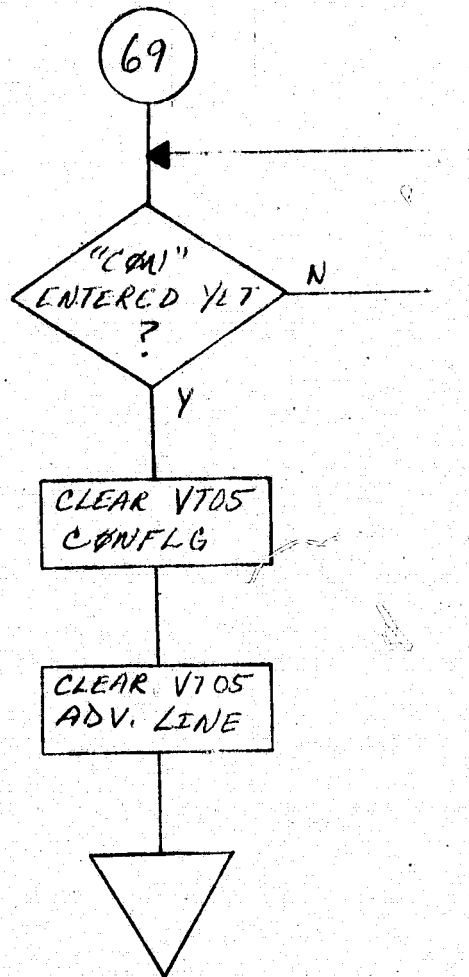 69
"CØN"
ENTERED YET
?
N
Y
CLEAR VT05
CØNFLG
CLEAR VT05
ADV. LINE